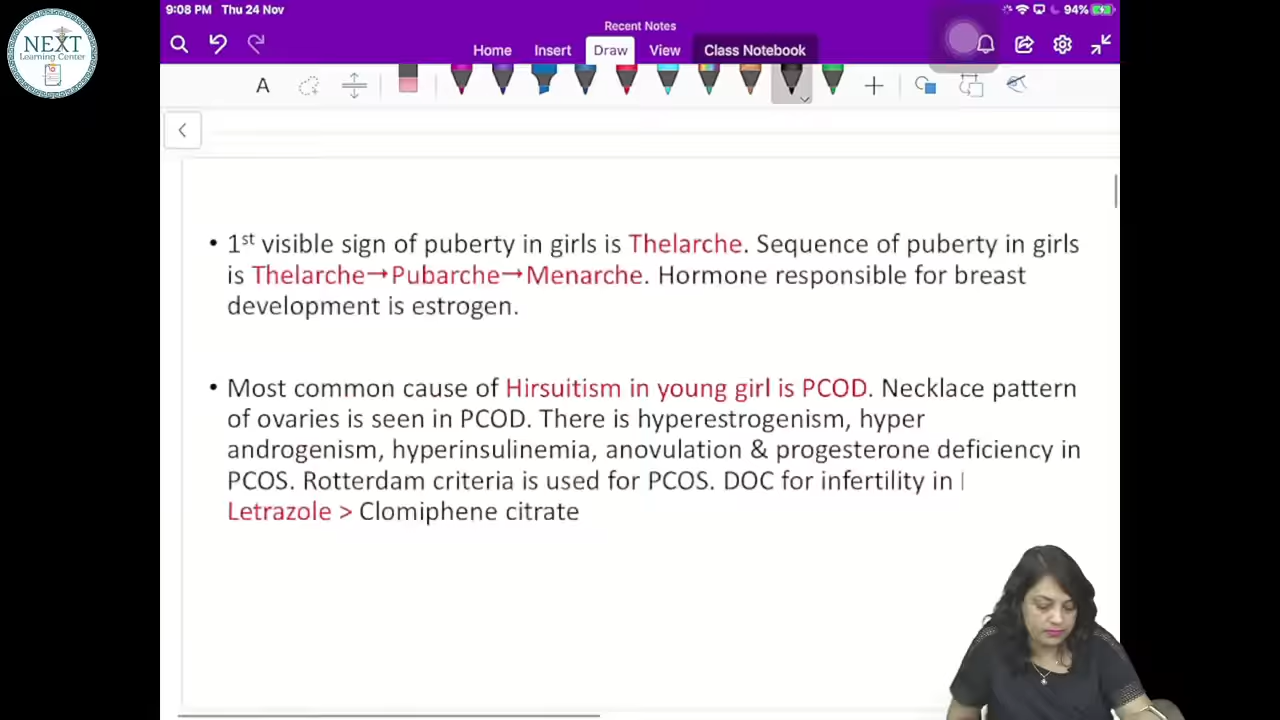 9:08 PM Thu 24 Nov
94%
Recent Notes
NEXT
Learning Center
Home Insert Draw View Class Notebook
A
• 1st visible sign of puberty in girls is Thelarche. Sequence of puberty in girls
is Thelarche→Pubarche→Menarche. Hormone responsible for breast
development is estrogen.
• Most common cause of Hirsuitism in young girl is PCOD. Necklace pattern
of ovaries is seen in PCOD. There is hyperestrogenism, hyper
androgenism, hyperinsulinemia, anovulation & progesterone deficiency in
PCOS. Rotterdam criteria is used for PCOS. DOC for infertility in
Letrazole > Clomiphene citrate